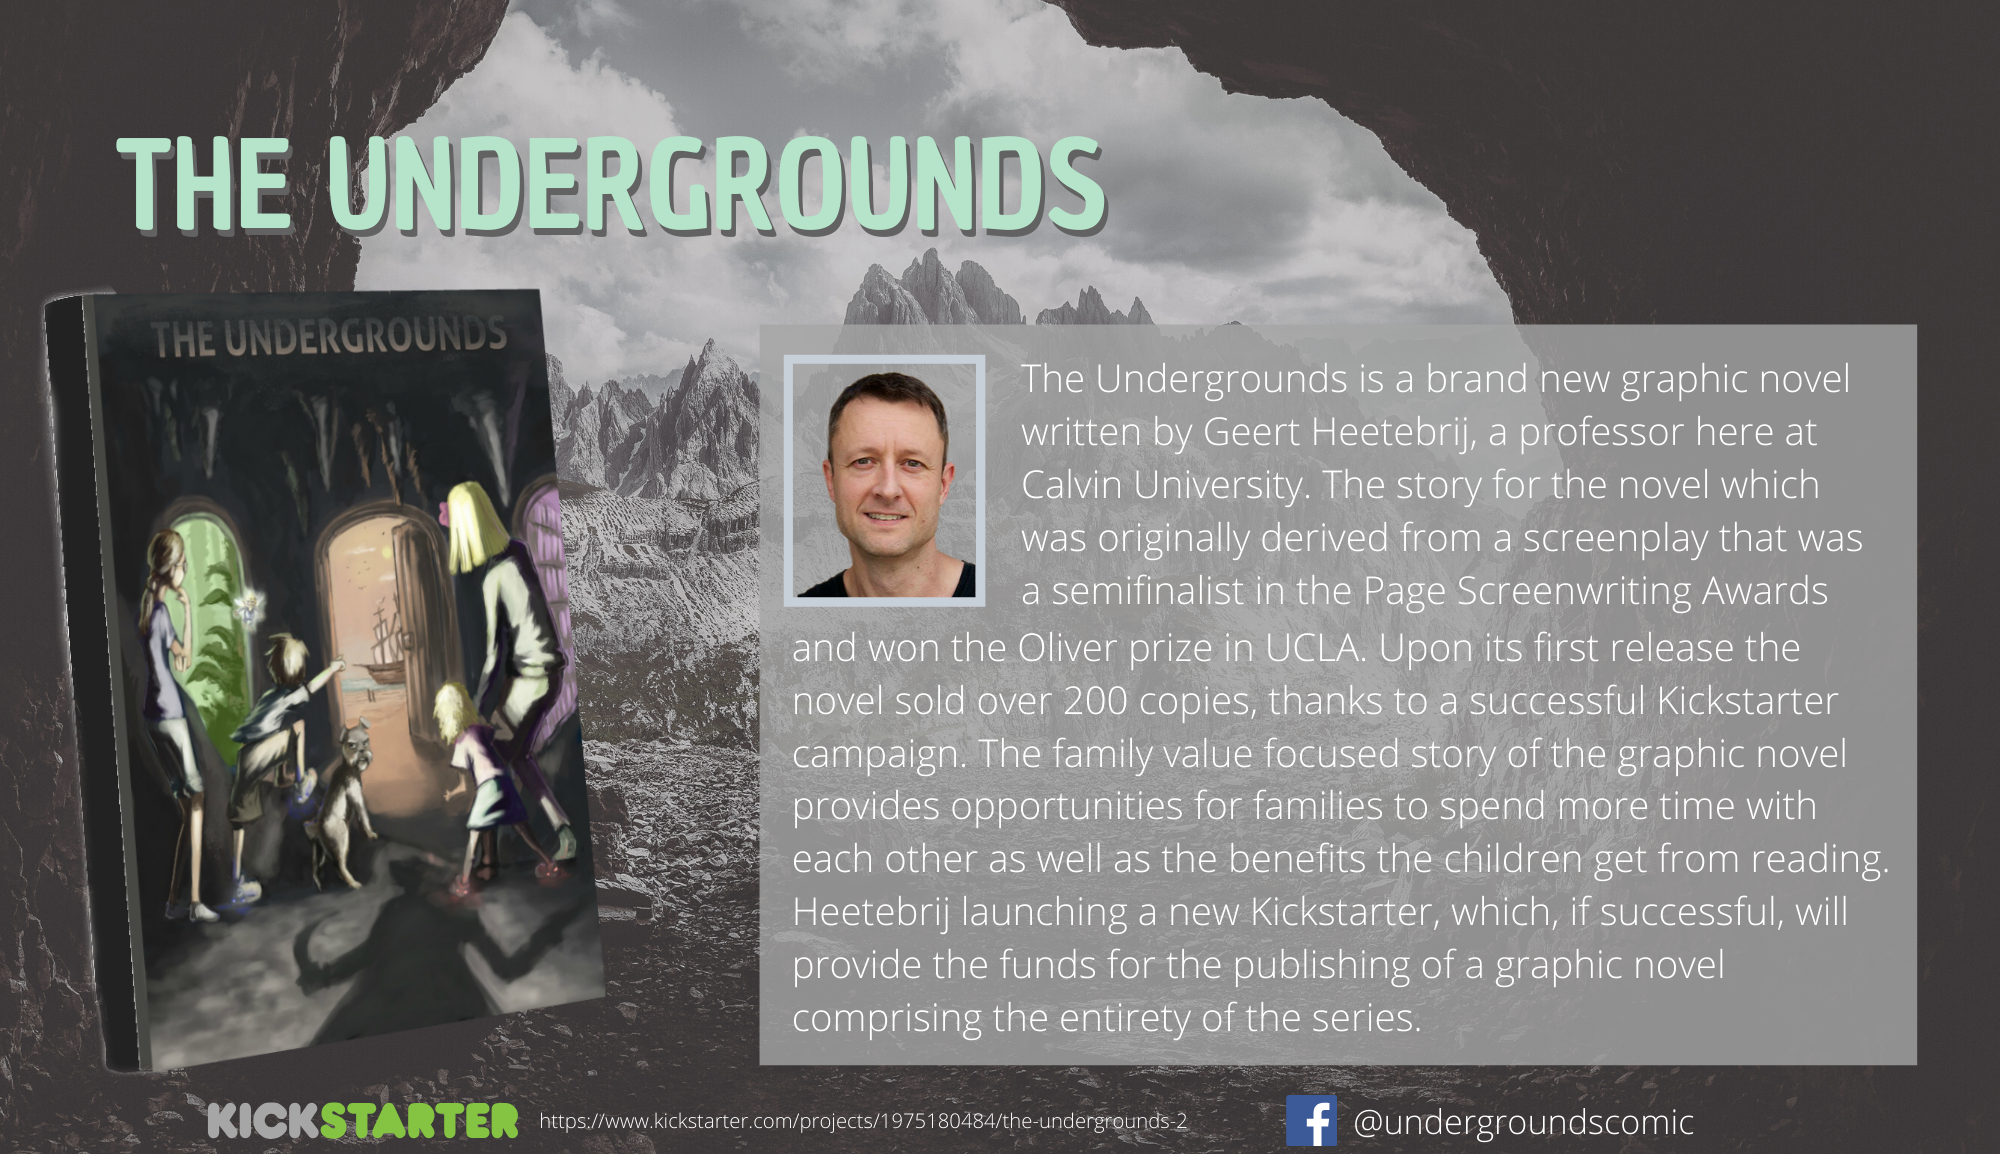 THE UNDERGROUNDS
THE UNDERGROUNDS
The Undergrounds is a brand new graphic novel
written by Geert Heetebrij, a professor here at
Calvin University. The story for the novel which
was originally derived from a screenplay that was
a semifinalist in the Page Screenwriting Awards
and won the Oliver prize in UCLA. Upon its first release the
novel sold over 200 copies, thanks to a successful Kickstarter
campaign. The family value focused story of the graphic novel
provides opportunities for families to spend more time with
each other as well as the benefits the children get from reading.
Heetebrij launching a new Kickstarter, which, if successful, will
provide the funds for the publishing of a graphic novel
comprising the entirety of the series.
KICKSTARTER https://www.kickstarter.com/projects/1975180484/the-undergrounds-2
f @undergroundscomic